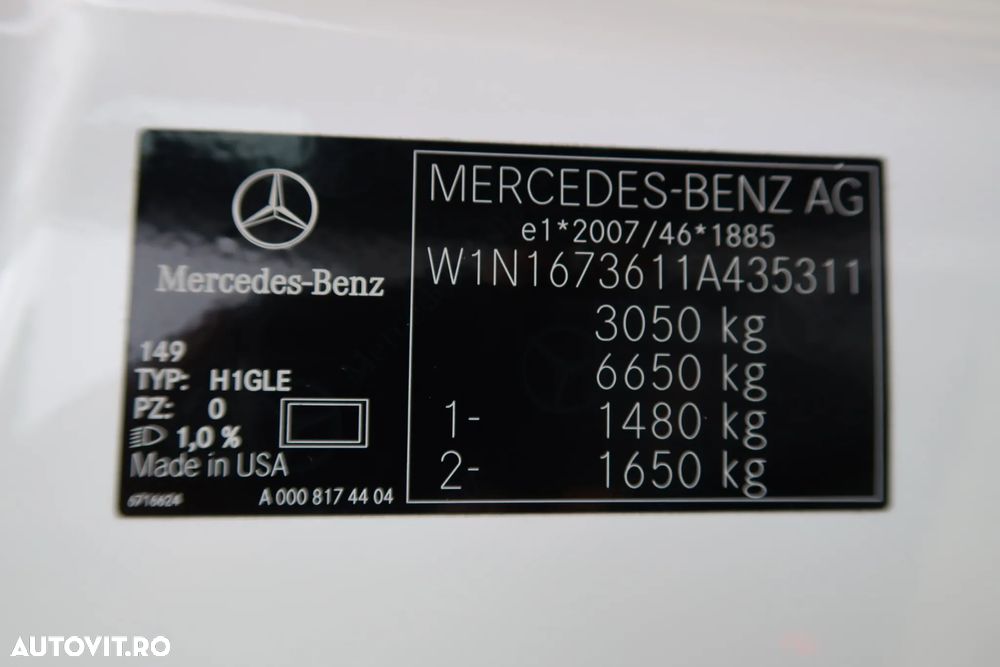 Mercedes-Benz
149
TYP: H1GLE
PZ: 0
1,0 %
Made in USA
6716624
A 000 817 44 04
MERCEDES-BENZ AG
e1*2007/46*1885
W1N1673611A435311
3050 kg
6650 kg
1- 1480 kg
2- 1650 kg
AUTOVIT.RO